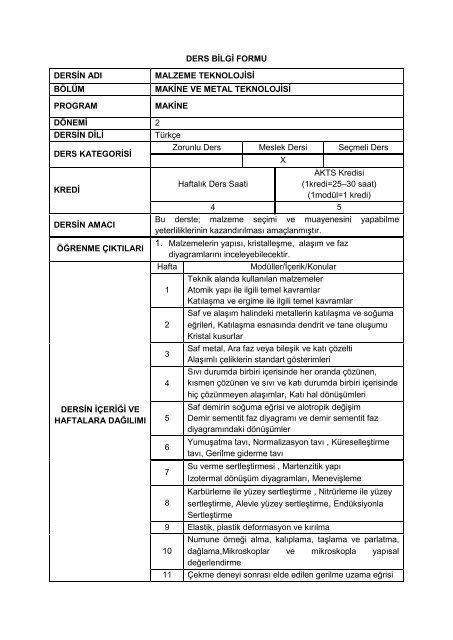 DERS BİLGİ FORMU
DERSİN ADI MALZEME TEKNOLOJİSİ
BÖLÜM MAKİNE VE METAL TEKNOLOJİSİ
PROGRAM MAKİNE
DÖNEMİ 2
DERSİN DİLİ Türkçe
DERS KATEGORİSİ
Zorunlu Ders Meslek Dersi Seçmeli Ders
X
KREDİ
Haftalık Ders Saati
AKTS Kredisi
(1kredi=25–30 saat)
(1modül=1 kredi)
4 5
DERSİN AMACI
Bu derste; malzeme seçimi ve muayenesini yapabilme
yeterliliklerinin kazandırılması amaçlanmıştır.
ÖĞRENME ÇIKTILARI
1. Malzemelerin yapısı, kristalleşme, alaşım ve faz
diyagramlarını inceleyebilecektir.
DERSİN İÇERİĞİ VE
HAFTALARA DAĞILIMI
Hafta Modüller/İçerik/Konular
1
Teknik alanda kullanılan malzemeler
Atomik yapı ile ilgili temel kavramlar
Katılaşma ve ergime ile ilgili temel kavramlar
2
Saf ve alaşım halindeki metallerin katılaşma ve soğuma
eğrileri, Katılaşma esnasında dendrit ve tane oluşumu
Kristal kusurlar
3
Saf metal, Ara faz veya bileşik ve katı çözelti
Alaşımlı çeliklerin standart gösterimleri
4
Sıvı durumda birbiri içerisinde her oranda çözünen,
kısmen çözünen ve sıvı ve katı durumda birbiri içerisinde
hiç çözünmeyen alaşımlar, Katı hal dönüşümleri
5
Saf demirin soğuma eğrisi ve alotropik değişim
Demir sementit faz diyagramı ve demir sementit faz
diyagramındaki dönüşümler
6
Yumuşatma tavı, Normalizasyon tavı , Küreselleştirme
tavı, Gerilme giderme tavı
7
Su verme sertleştirmesi , Martenzitik yapı
Izotermal dönüşüm diyagramları, Menevişleme
8
Karbürleme ile yüzey sertleştirme , Nitrürleme ile yüzey
sertleştirme, Alevle yüzey sertleştirme, Endüksiyonla
Sertleştirme
9 Elastik, plastik deformasyon ve kırılma
10
Numune örneği alma, kalıplama, taşlama ve parlatma,
dağlama,Mikroskoplar ve mikroskopla yapısal
değerlendirme
11 Çekme deneyi sonrası elde edilen gerilme uzama eğrisi